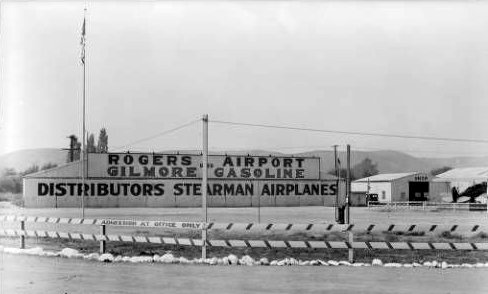 ROGERS AIRPORT
GILMORE GASOLINE
DISTRIBUTORS STEARMAN AIRPLANES
ADMISSION AT OFFICE ONLY